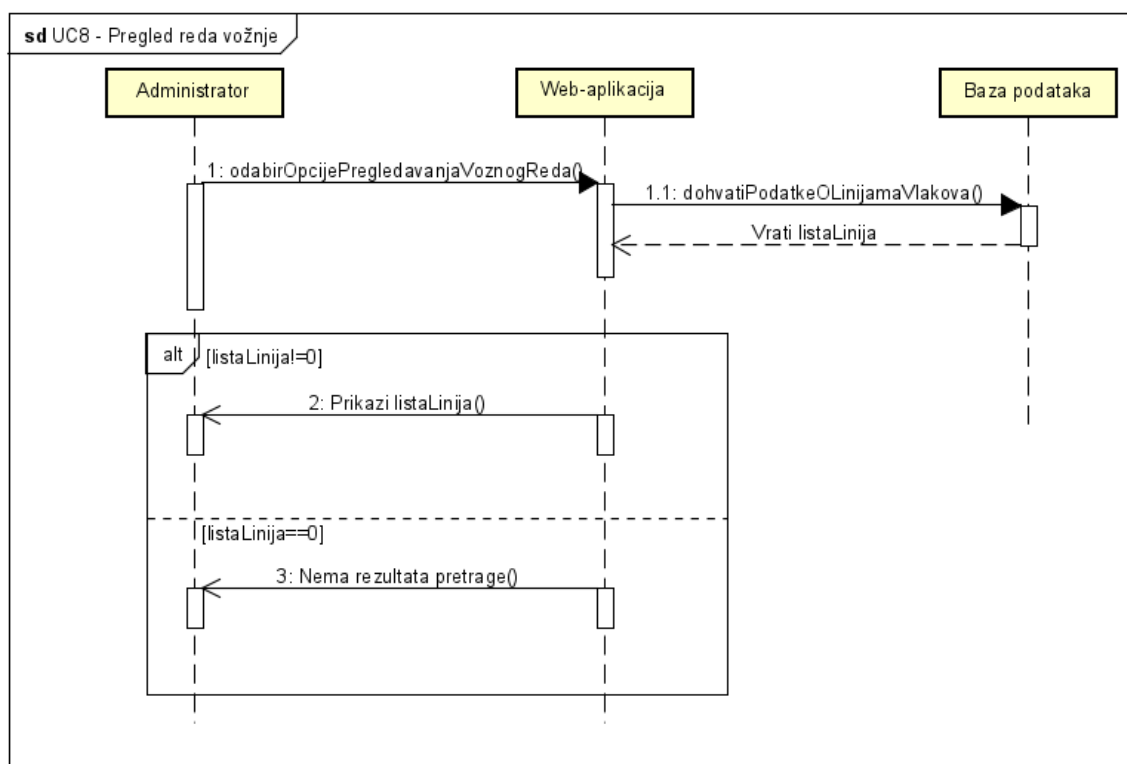 sd UC8 - Pregled reda vožnje
Administrator
Web-aplikacija
Baza podataka
1: odabirOpcijePregledavanjaVoznogReda()
1.1: dohvatiPodatkeOLinijamaVlakova()
Vrati listaLinija
alt
[listaLinija!=0]
2: Prikazi listaLinija()
[listaLinija==0]
3: Nema rezultata pretrage()